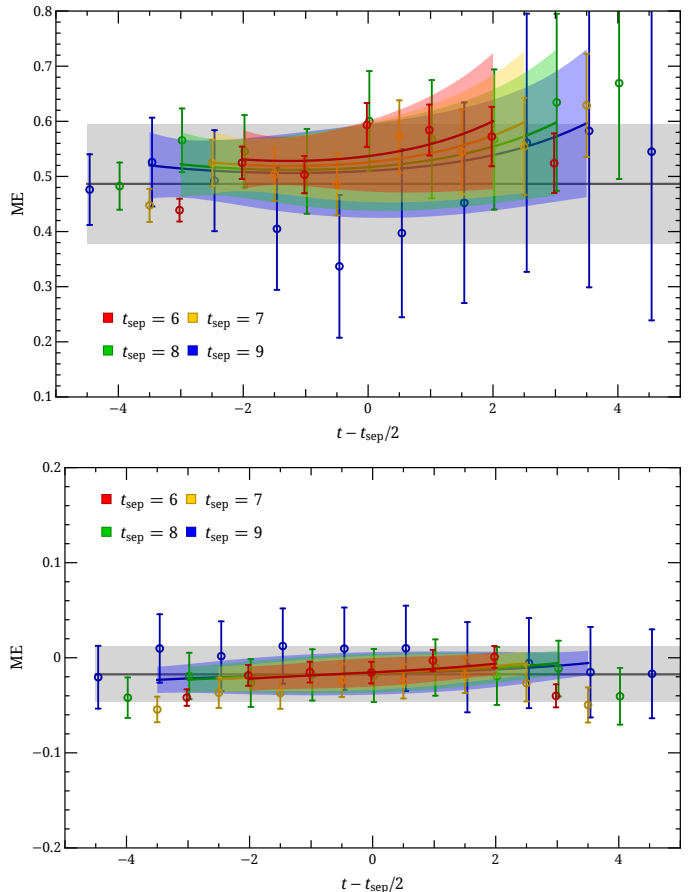 0.8
0.7
0.6
0.5
0.4
0.3
0.2
0.1
ME
t_sep = 6 t_sep = 7
t_sep = 8 t_sep = 9
−4 −2 0 2 4
t − t_sep/2
0.2
0.1
0
−0.1
−0.2
ME
t_sep = 6 t_sep = 7
t_sep = 8 t_sep = 9
−4 −2 0 2 4
t − t_sep/2